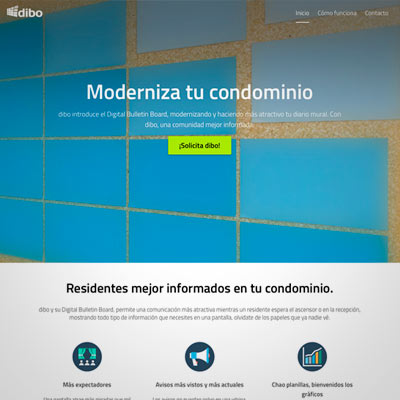 dibo
Inicio Cómo funciona Contacto
Moderniza tu condominio
dibo introduce el Digital Bulletin Board, modernizando y haciendo más atractivo tu diario mural. Con
dibo, una comunidad mejor informada.
¡Solicita dibo!
Residentes mejor informados en tu condominio.
dibo y su Digital Bulletin Board, permite una comunicación más atractiva mientras un residente espera el ascensor o en la recepción,
mostrando todo tipo de información que necesites en una pantalla, olvidate de los papeles que ya nadie vé.
Más expectadores
Avisos más vistos y más actuales
Chao planillas, bienvenidos los
gráficos